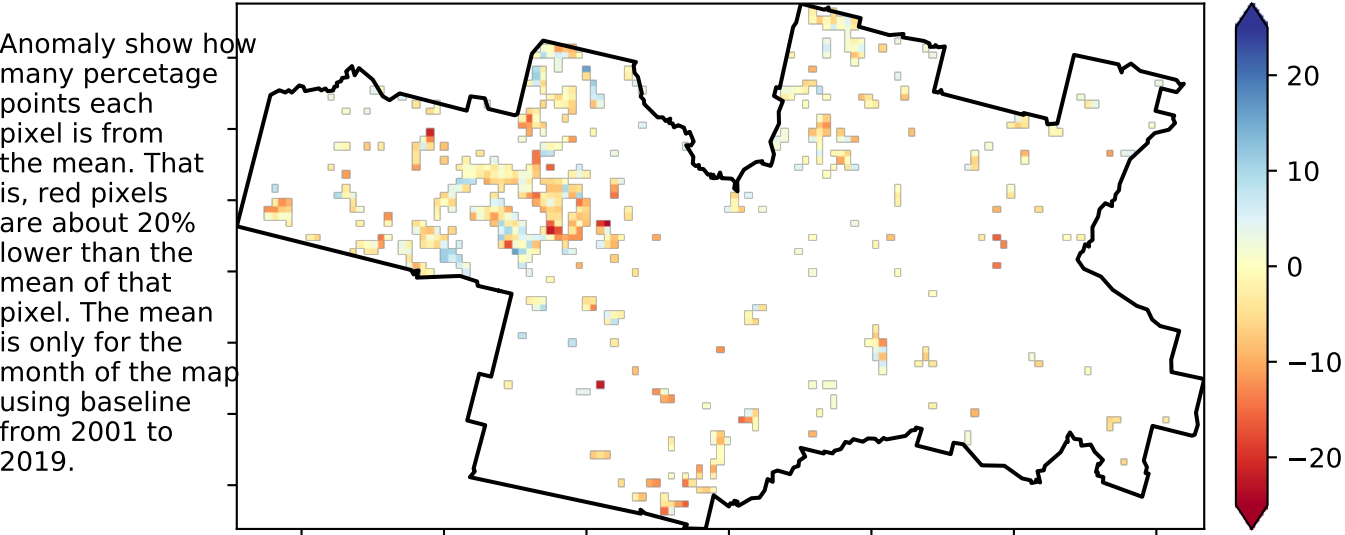 Anomaly show how
many percetage
points each
pixel is from
the mean. That
is, red pixels
are about 20%
lower than the
mean of that
pixel. The mean
is only for the
month of the map
using baseline
from 2001 to
2019.
20
10
0
−10
−20